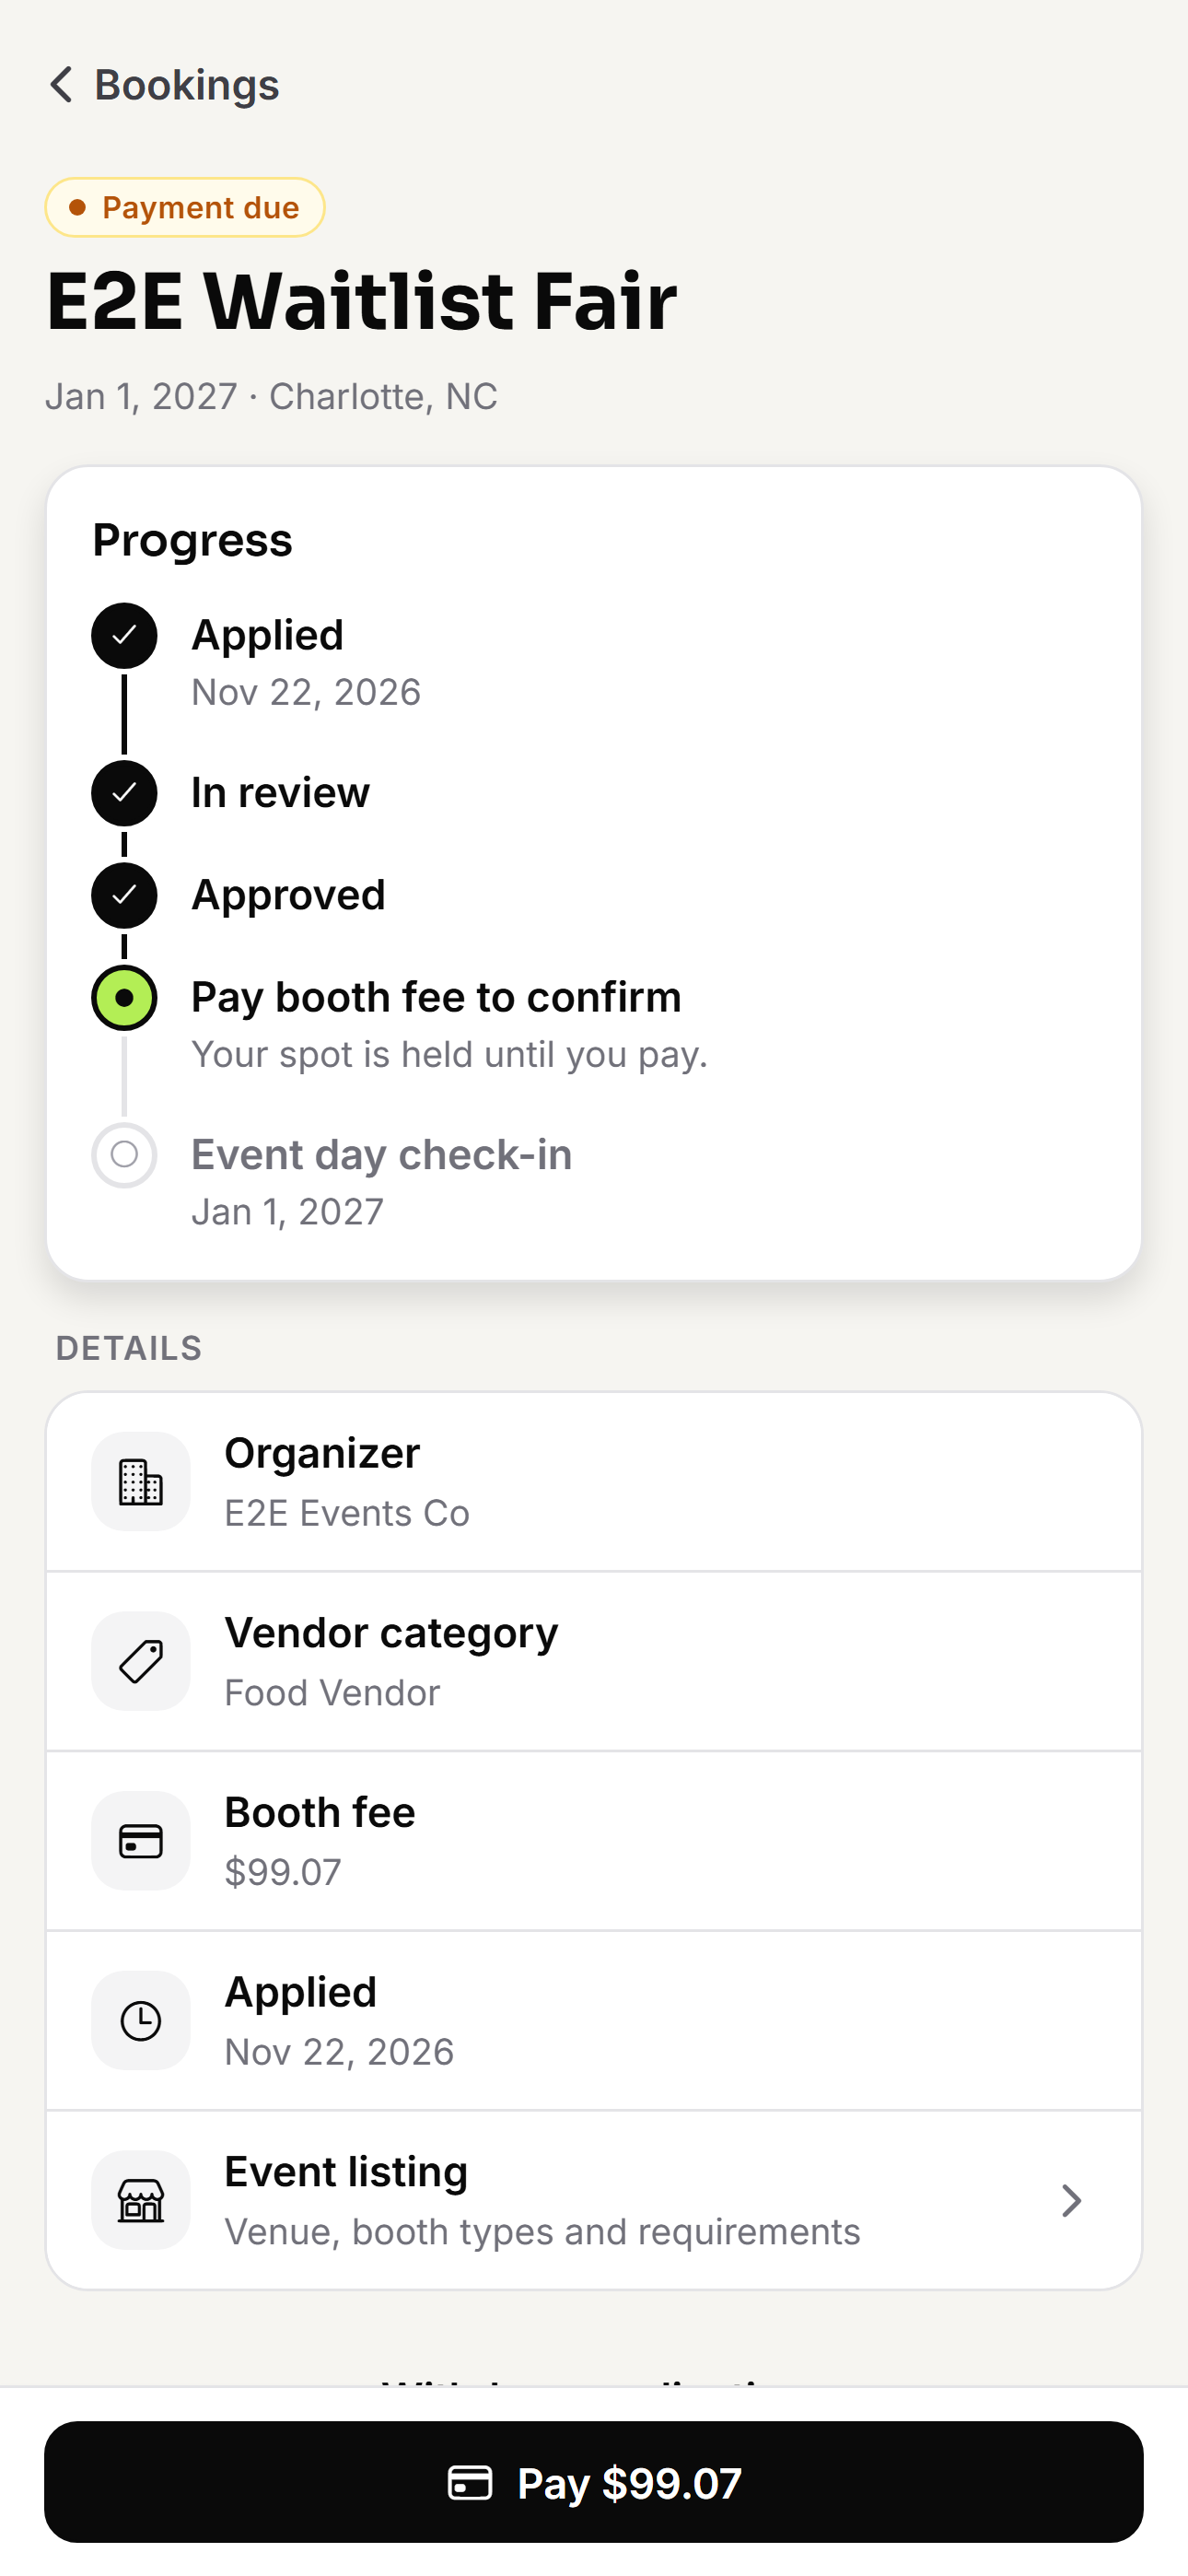 Bookings
Payment due
E2E Waitlist Fair
Jan 1, 2027 · Charlotte, NC
Progress
Applied
Nov 22, 2026
In review
Approved
Pay booth fee to confirm
Your spot is held until you pay.
Event day check-in
Jan 1, 2027
DETAILS
Organizer
E2E Events Co
Vendor category
Food Vendor
Booth fee
$99.07
Applied
Nov 22, 2026
Event listing
Venue, booth types and requirements
Pay $99.07